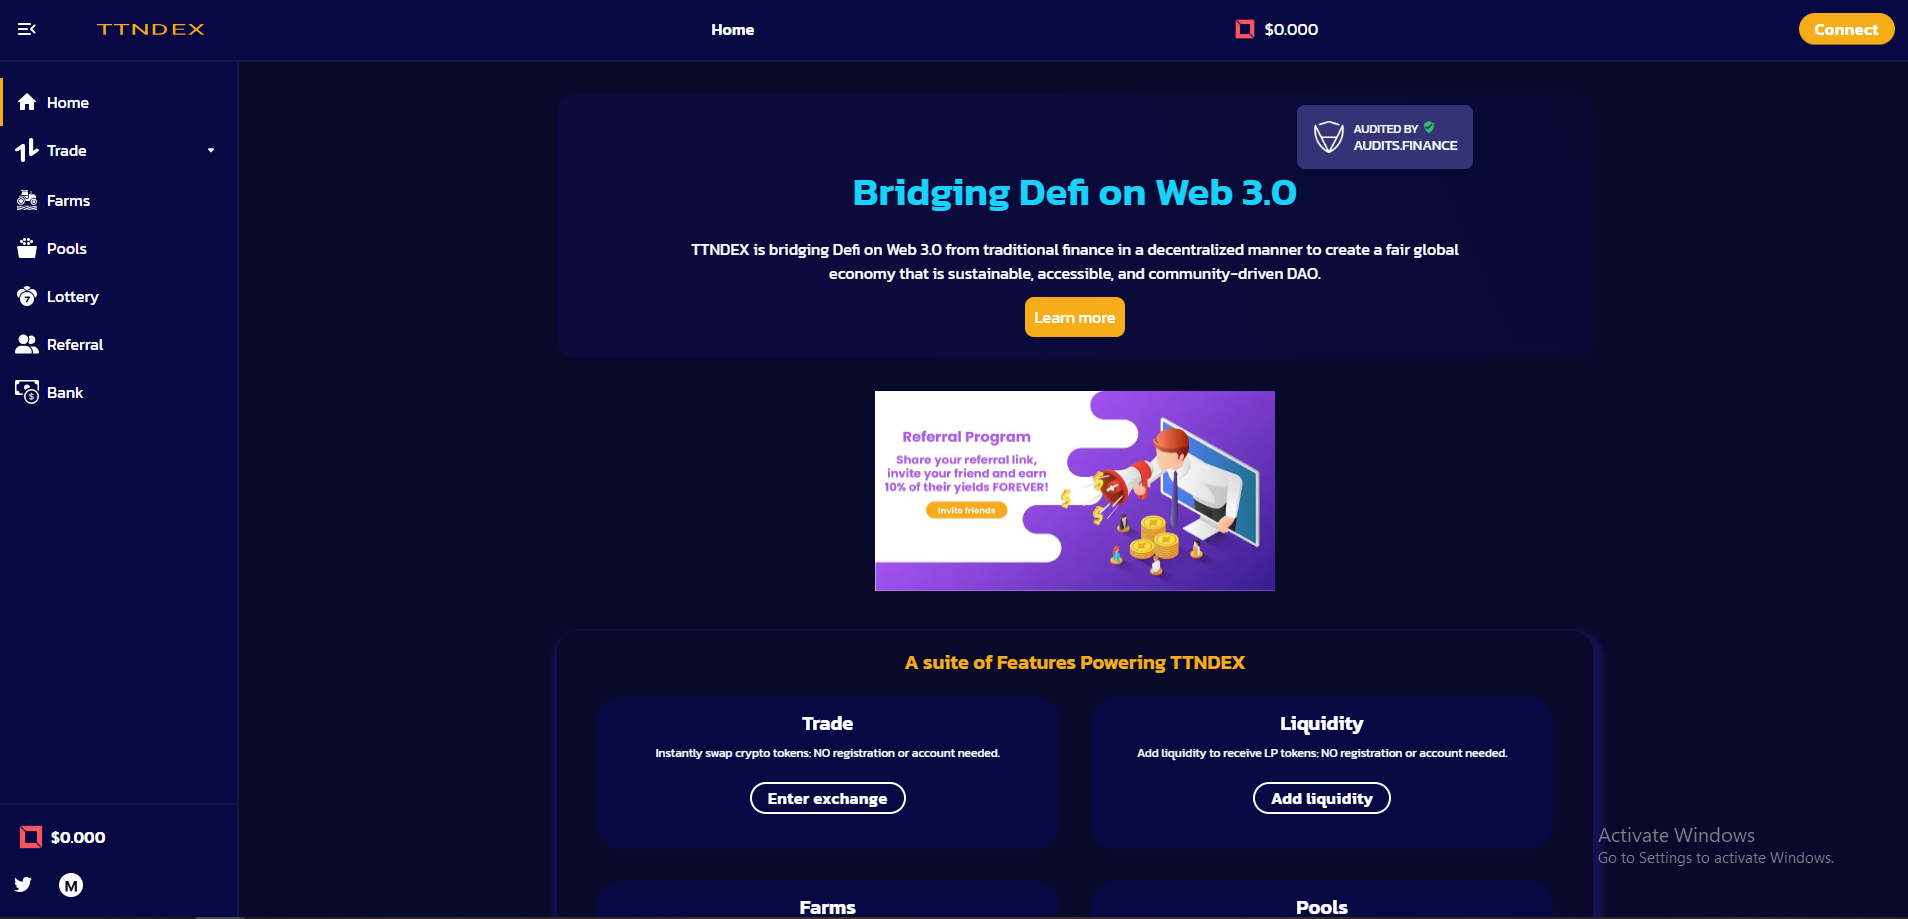 TTNDEX
Home
$0.000
Connect
Home
Trade
Farms
Pools
Lottery
Referral
Bank
$0.000
M
AUDITED BY
AUDITS.FINANCE
Bridging Defi on Web 3.0
TTNDEX is bridging Defi on Web 3.0 from traditional finance in a decentralized manner to create a fair global
economy that is sustainable, accessible, and community-driven DAO.
Learn more
Referral Program
Share your referral link,
invite your friend and earn
10% of their yields FOREVER!
Invite friends
A suite of Features Powering TTNDEX
Trade
Instantly swap crypto tokens: NO registration or account needed.
Enter exchange
Liquidity
Add liquidity to receive LP tokens: NO registration or account needed.
Add liquidity
Farms
Pools
Activate Windows
Go to Settings to activate Windows.